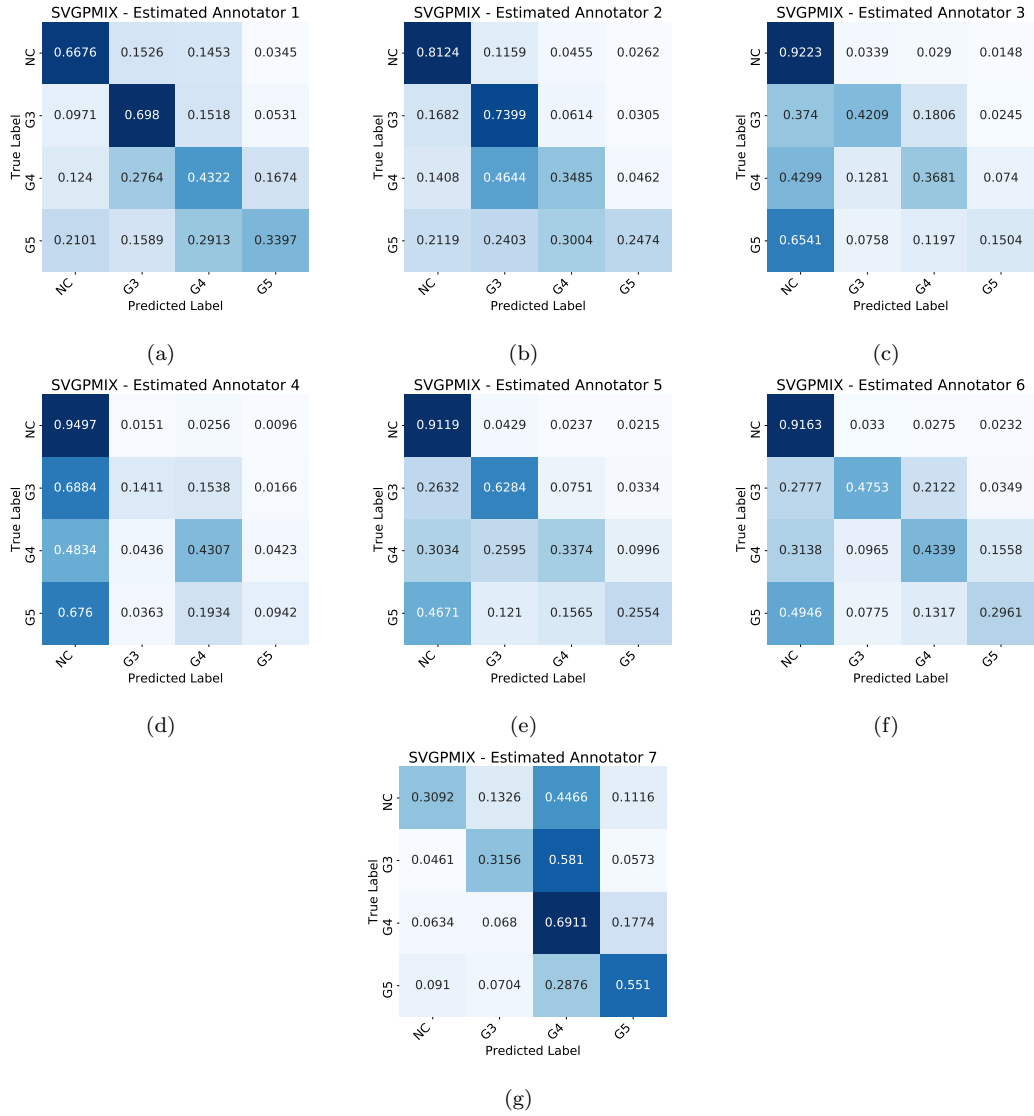 SVGPMIX - Estimated Annotator 1
NC 0.6676 0.1526 0.1453 0.0345
G3 0.0971 0.698 0.1518 0.0531
G4 0.124 0.2764 0.4322 0.1674
G5 0.2101 0.1589 0.2913 0.3397
True Label
NC G3 G4 G5
Predicted Label
(a)
SVGPMIX - Estimated Annotator 2
NC 0.8124 0.1159 0.0455 0.0262
G3 0.1682 0.7399 0.0614 0.0305
G4 0.1408 0.4644 0.3485 0.0462
G5 0.2119 0.2403 0.3004 0.2474
True Label
NC G3 G4 G5
Predicted Label
(b)
SVGPMIX - Estimated Annotator 3
NC 0.9223 0.0339 0.029 0.0148
G3 0.374 0.4209 0.1806 0.0245
G4 0.4299 0.1281 0.3681 0.074
G5 0.6541 0.0758 0.1197 0.1504
True Label
NC G3 G4 G5
Predicted Label
(c)
SVGPMIX - Estimated Annotator 4
NC 0.9497 0.0151 0.0256 0.0096
G3 0.6884 0.1411 0.1538 0.0166
G4 0.4834 0.0436 0.4307 0.0423
G5 0.676 0.0363 0.1934 0.0942
True Label
NC G3 G4 G5
Predicted Label
(d)
SVGPMIX - Estimated Annotator 5
NC 0.9119 0.0429 0.0237 0.0215
G3 0.2632 0.6284 0.0751 0.0334
G4 0.3034 0.2595 0.3374 0.0996
G5 0.4671 0.121 0.1565 0.2554
True Label
NC G3 G4 G5
Predicted Label
(e)
SVGPMIX - Estimated Annotator 6
NC 0.9163 0.033 0.0275 0.0232
G3 0.2777 0.4753 0.2122 0.0349
G4 0.3138 0.0965 0.4339 0.1558
G5 0.4946 0.0775 0.1317 0.2961
True Label
NC G3 G4 G5
Predicted Label
(f)
SVGPMIX - Estimated Annotator 7
NC 0.3092 0.1326 0.4466 0.1116
G3 0.0461 0.3156 0.581 0.0573
G4 0.0634 0.068 0.6911 0.1774
G5 0.091 0.0704 0.2876 0.551
True Label
NC G3 G4 G5
Predicted Label
(g)